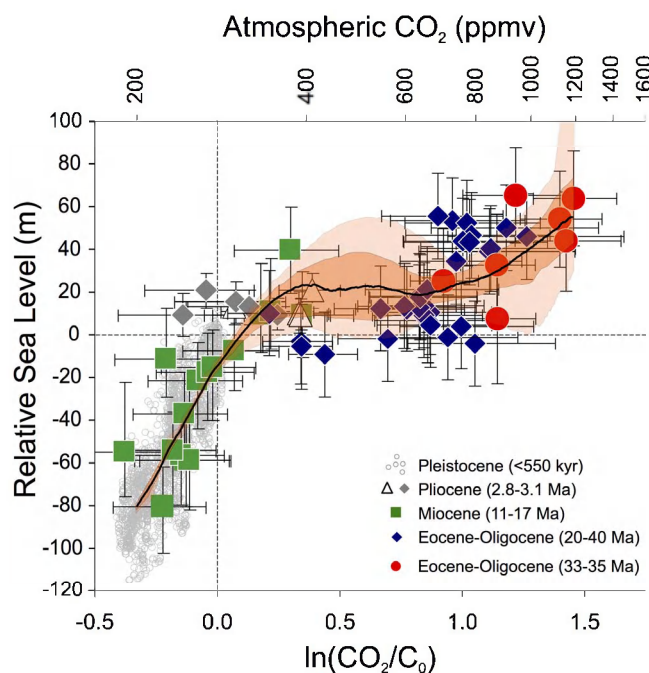 Atmospheric CO₂ (ppmv)
200 400 600 800 1000 1200 1400 1600
100
80
60
40
20
0
-20
-40
-60
-80
-100
-120
Relative Sea Level (m)
Pleistocene (<550 kyr)
Pliocene (2.8-3.1 Ma)
Miocene (11-17 Ma)
Eocene-Oligocene (20-40 Ma)
Eocene-Oligocene (33-35 Ma)
-0.5 0.0 0.5 1.0 1.5
ln(CO₂/C₀)